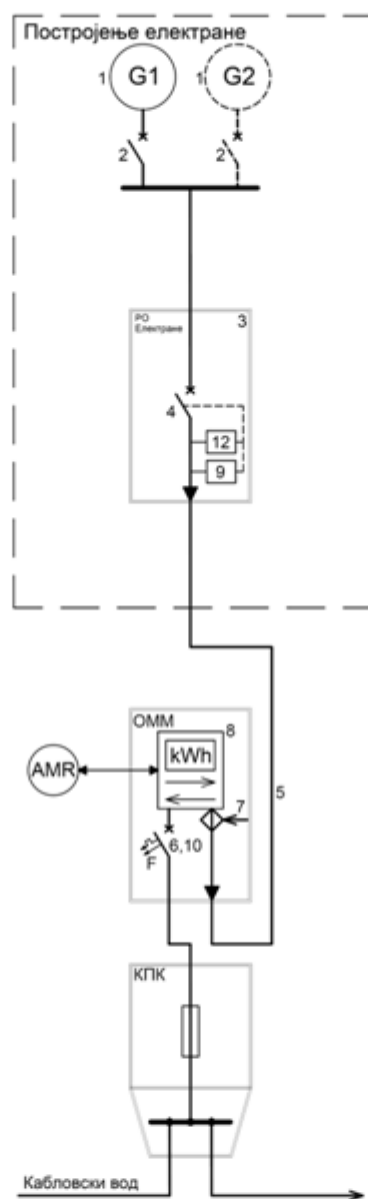 Постројење електране
1 G1 1 G2
2 2
РО
Електране
3
4
12
9
ОММ
8
kWh
AMR
5
7
6,10
F
КПК
Кабловски вод